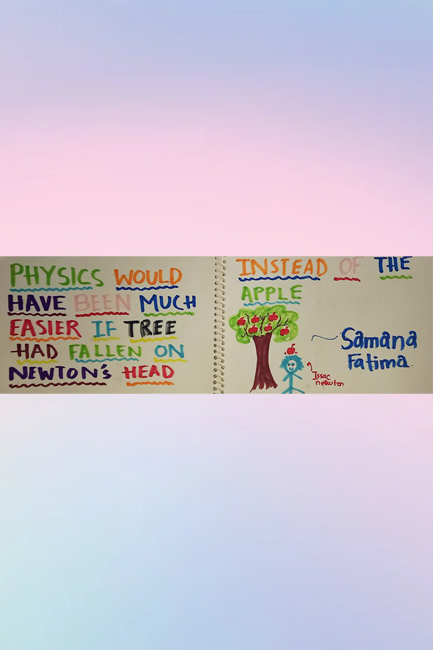 PHYSICS WOULD
HAVE BEEN MUCH
EASIER IF TREE
HAD FALLEN ON
NEWTON'S HEAD
INSTEAD OF THE
APPLE
~ Samana
Fatima
Issac
newton